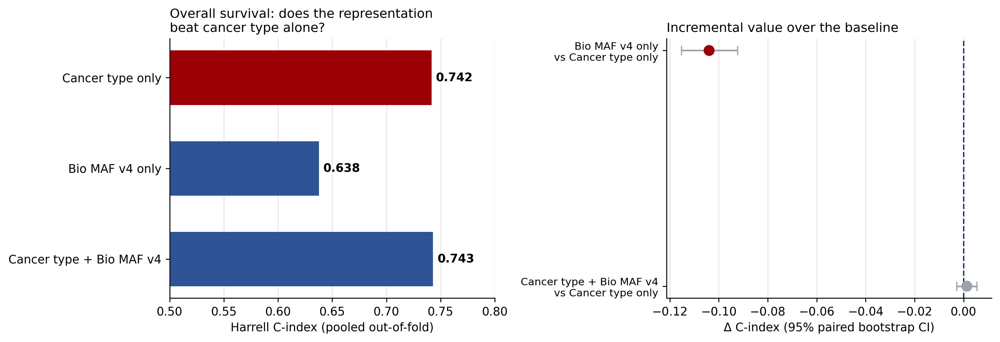 Overall survival: does the representation
beat cancer type alone?
Cancer type only
0.742
Bio MAF v4 only
0.638
Cancer type + Bio MAF v4
0.743
0.50 0.55 0.60 0.65 0.70 0.75 0.80
Harrell C-index (pooled out-of-fold)
Incremental value over the baseline
Bio MAF v4 only
vs Cancer type only
Cancer type + Bio MAF v4
vs Cancer type only
−0.12 −0.10 −0.08 −0.06 −0.04 −0.02 0.00
Δ C-index (95% paired bootstrap CI)